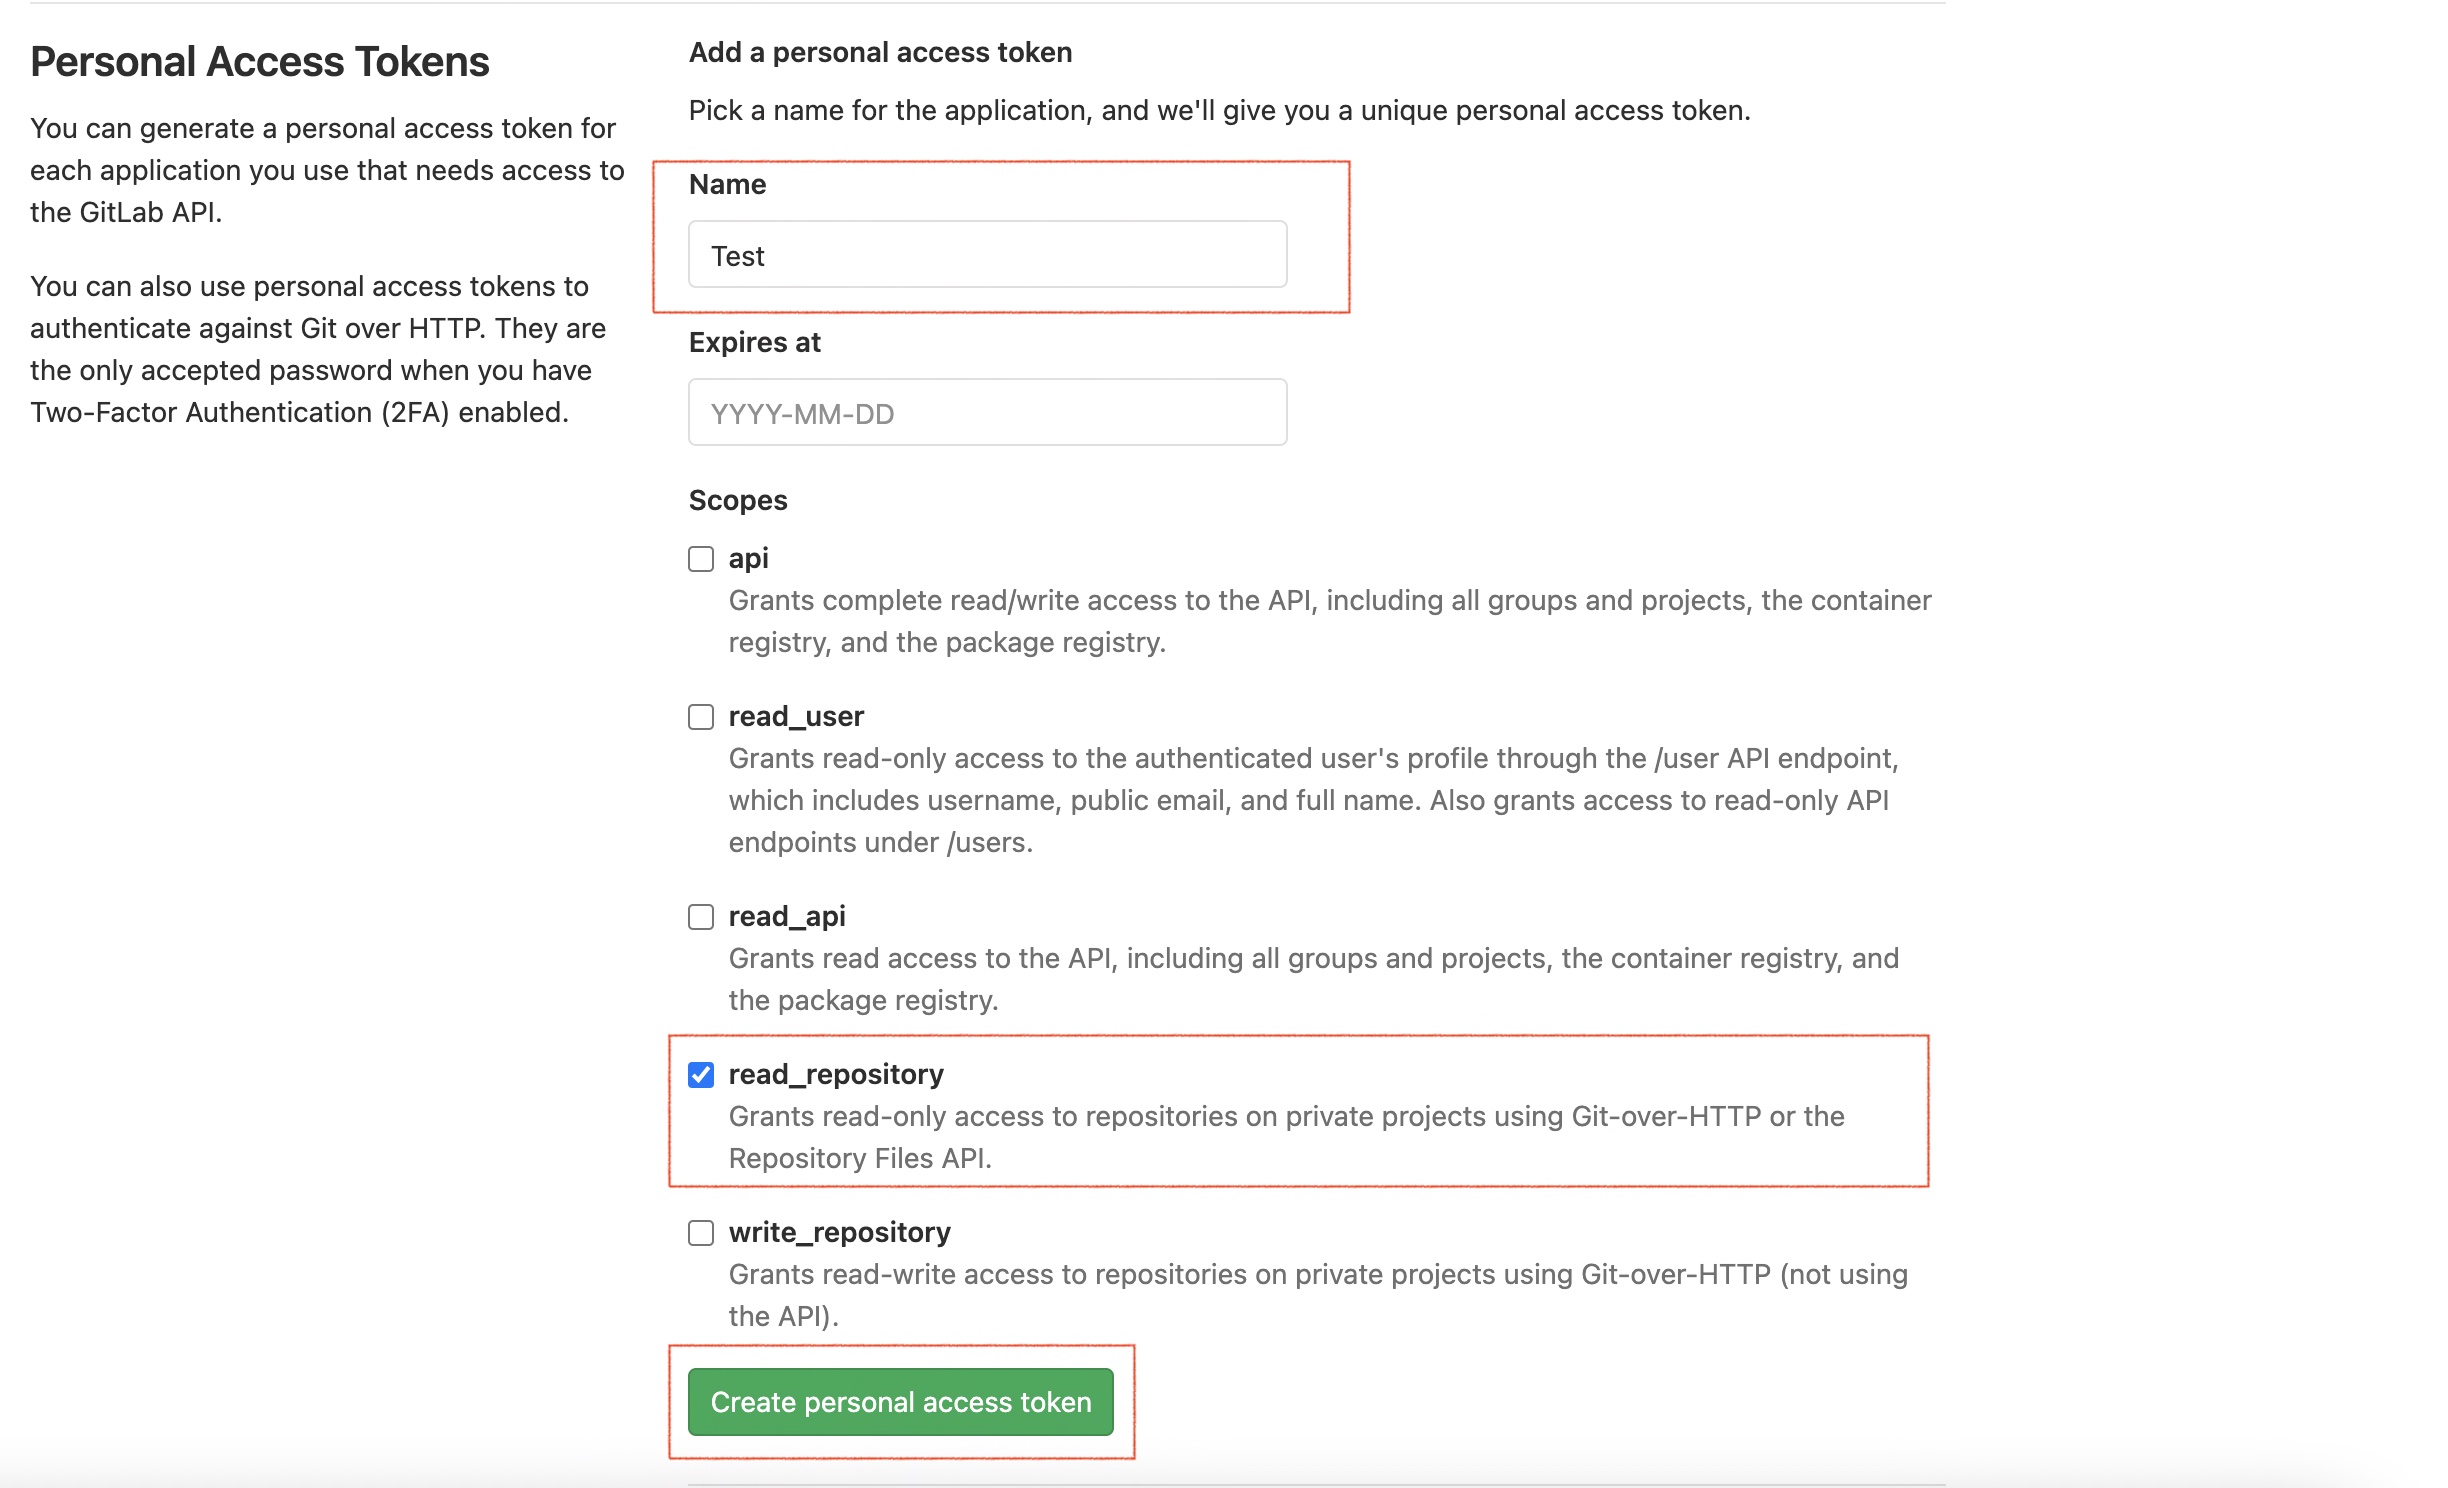 Personal Access Tokens
You can generate a personal access token for
each application you use that needs access to
the GitLab API.
You can also use personal access tokens to
authenticate against Git over HTTP. They are
the only accepted password when you have
Two-Factor Authentication (2FA) enabled.
Add a personal access token
Pick a name for the application, and we'll give you a unique personal access token.
Name
Test
Expires at
YYYY-MM-DD
Scopes
api
Grants complete read/write access to the API, including all groups and projects, the container
registry, and the package registry.
read_user
Grants read-only access to the authenticated user's profile through the /user API endpoint,
which includes username, public email, and full name. Also grants access to read-only API
endpoints under /users.
read_api
Grants read access to the API, including all groups and projects, the container registry, and
the package registry.
read_repository
Grants read-only access to repositories on private projects using Git-over-HTTP or the
Repository Files API.
write_repository
Grants read-write access to repositories on private projects using Git-over-HTTP (not using
the API).
Create personal access token